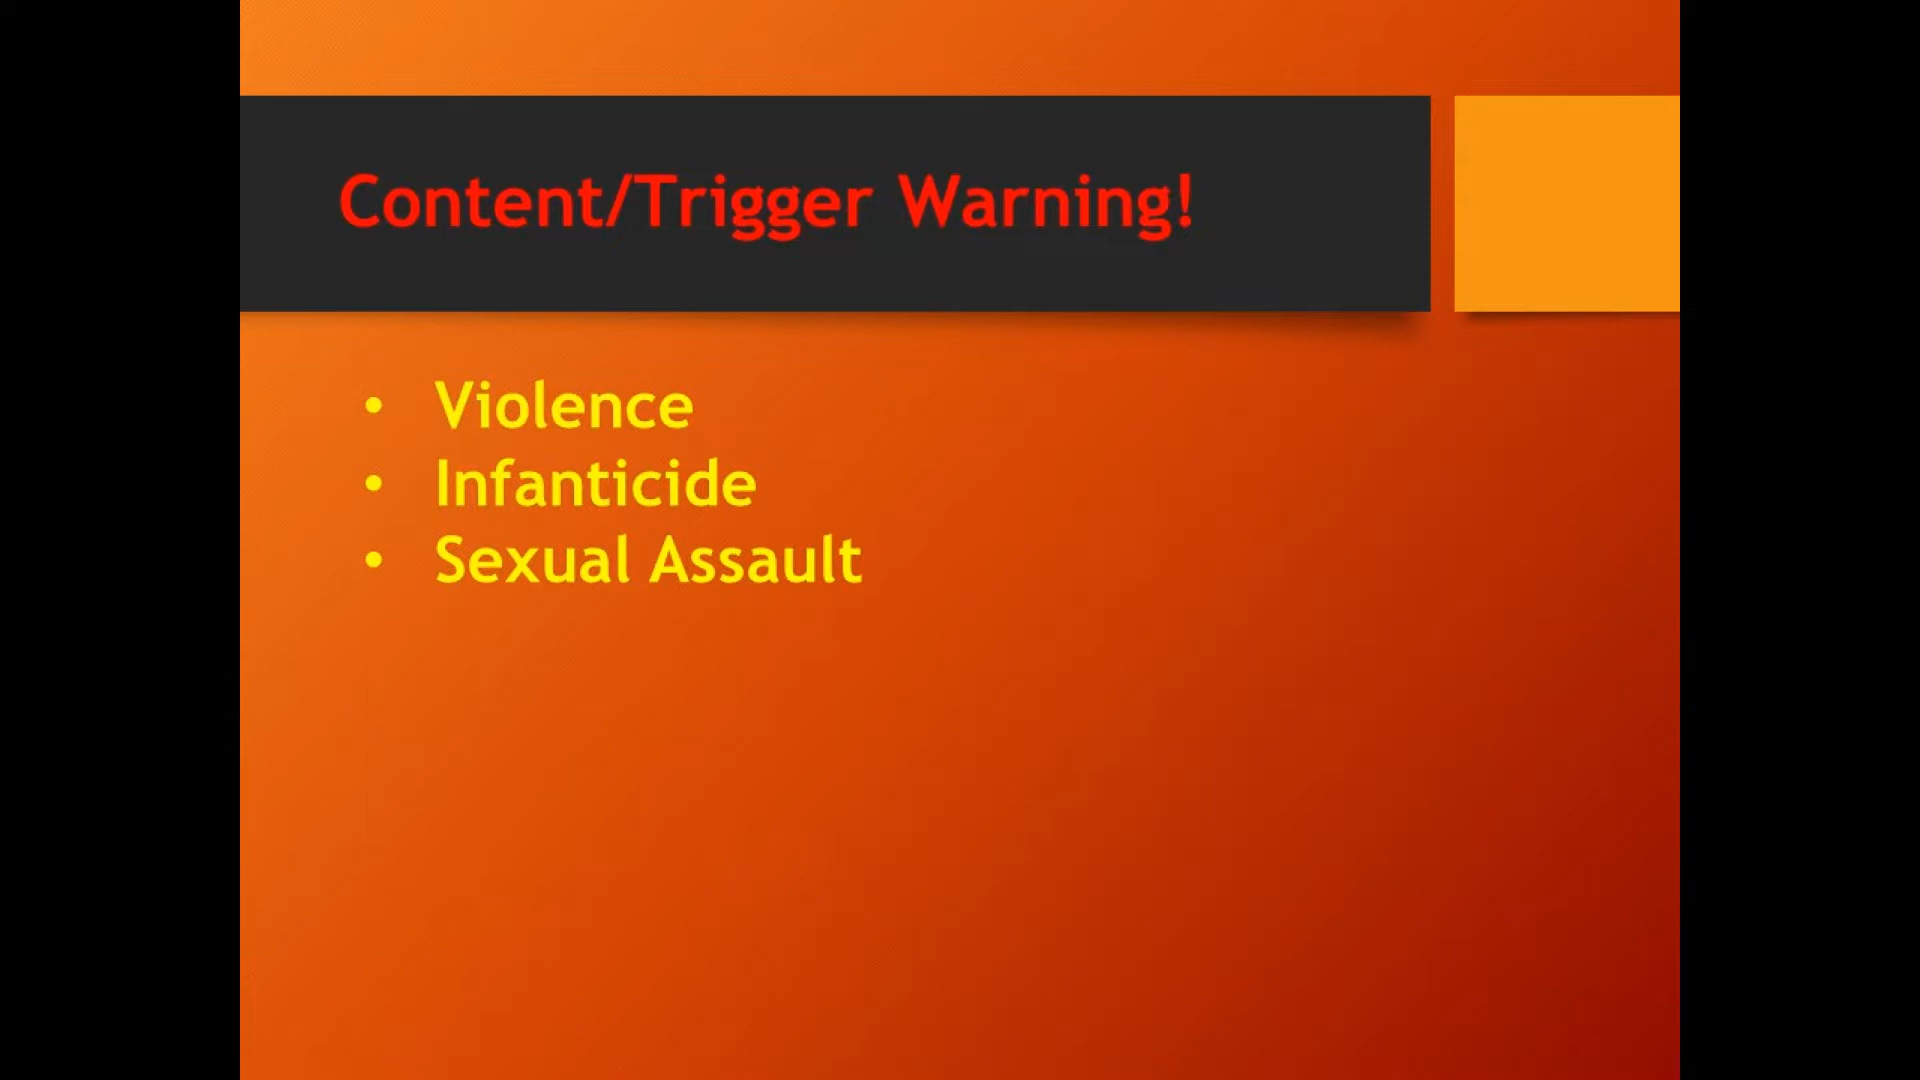 Content/Trigger Warning!
• Violence
• Infanticide
• Sexual Assault